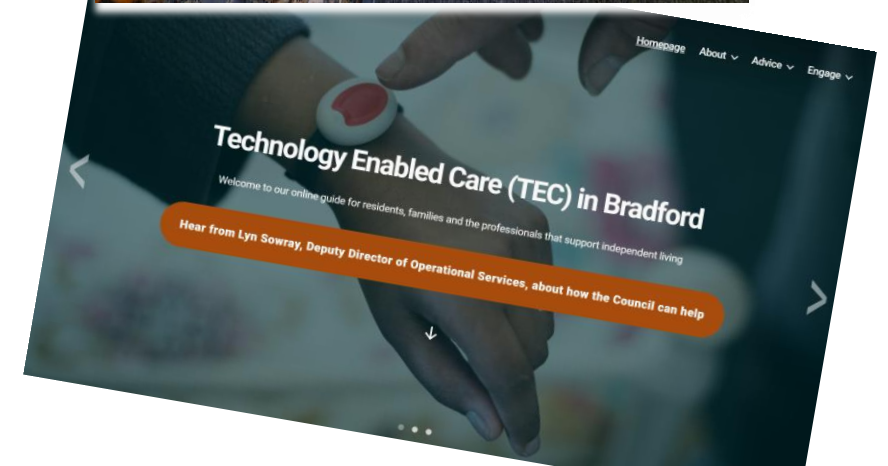 Homepage About Advice Engage
Technology Enabled Care (TEC) in Bradford
Welcome to our online guide for residents, families and the professionals that support independent living
Hear from Lyn Sowray, Deputy Director of Operational Services, about how the Council can help